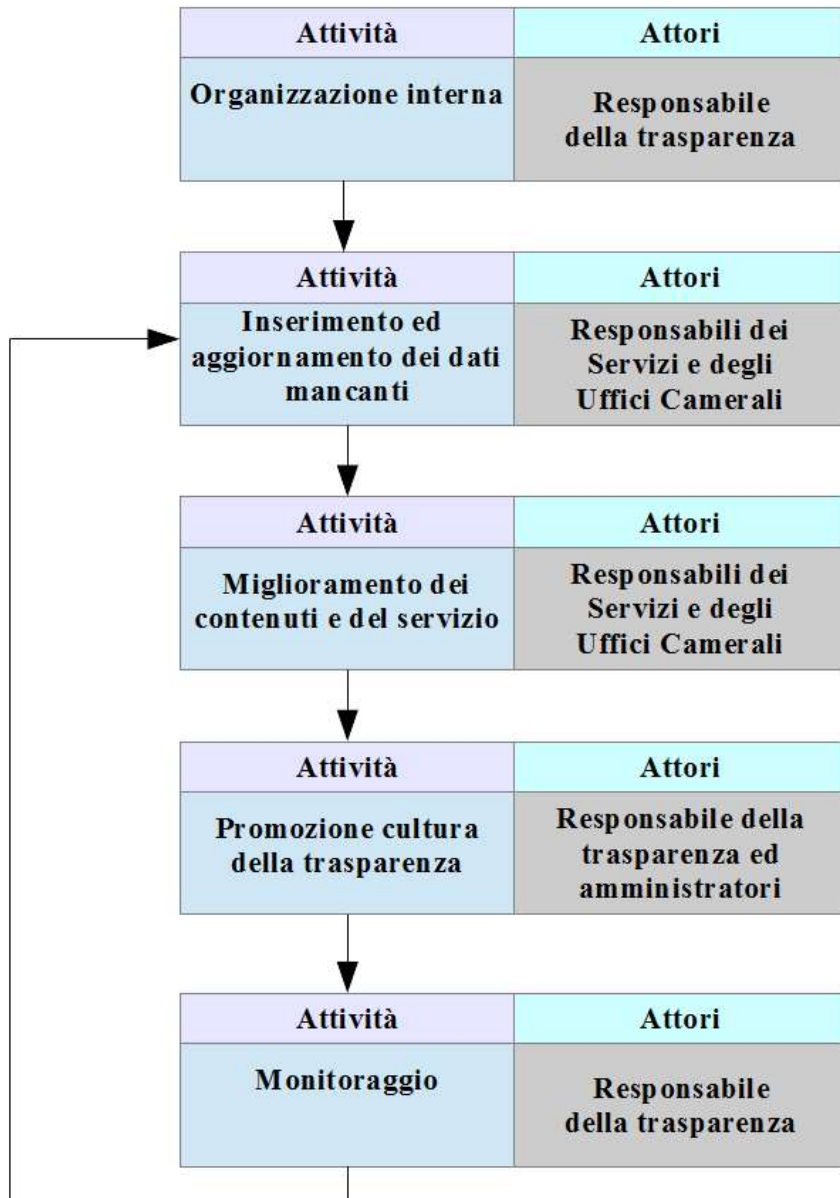 Attività
Attori
Organizzazione interna
Responsabile
della trasparenza
Attività
Attori
Inserimento ed
aggiornamento dei dati
mancanti
Responsabili dei
Servizi e degli
Uffici Camerali
Attività
Attori
Miglioramento dei
contenuti e del servizio
Responsabili dei
Servizi e degli
Uffici Camerali
Attività
Attori
Promozione cultura
della trasparenza
Responsabile della
trasparenza ed
amministratori
Attività
Attori
Monitoraggio
Responsabile
della trasparenza